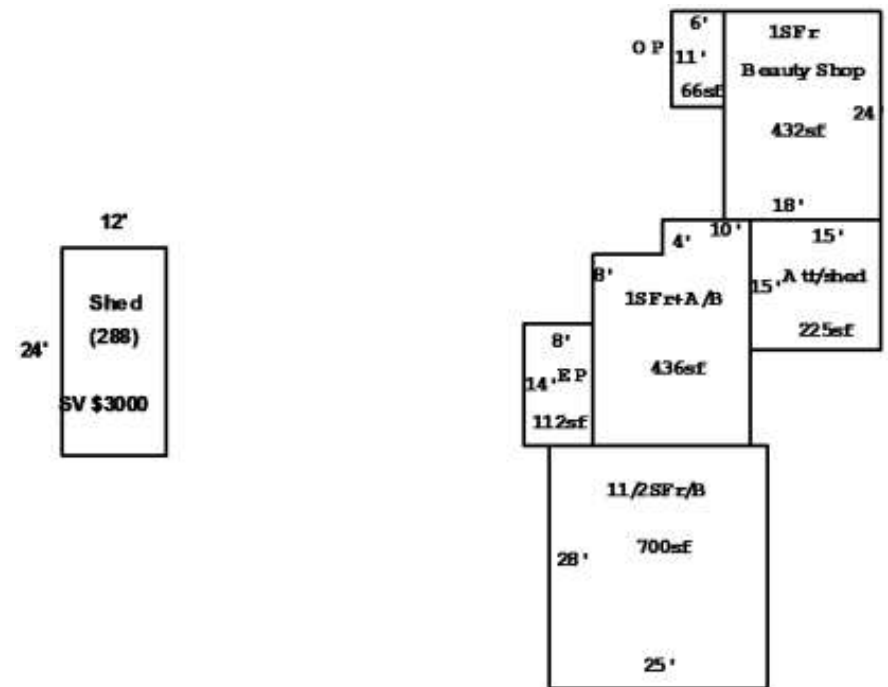 6'
1SFr
O P
11'
Beauty Shop
66sf
24'
432sf
18'
12'
10'
4'
15'
8'
15'
Att/shed
Shed
1SFr+A/B
(288)
225sf
24'
8'
436sf
14'
EP
SV $3000
112sf
11/2SFr/B
700sf
28'
25'